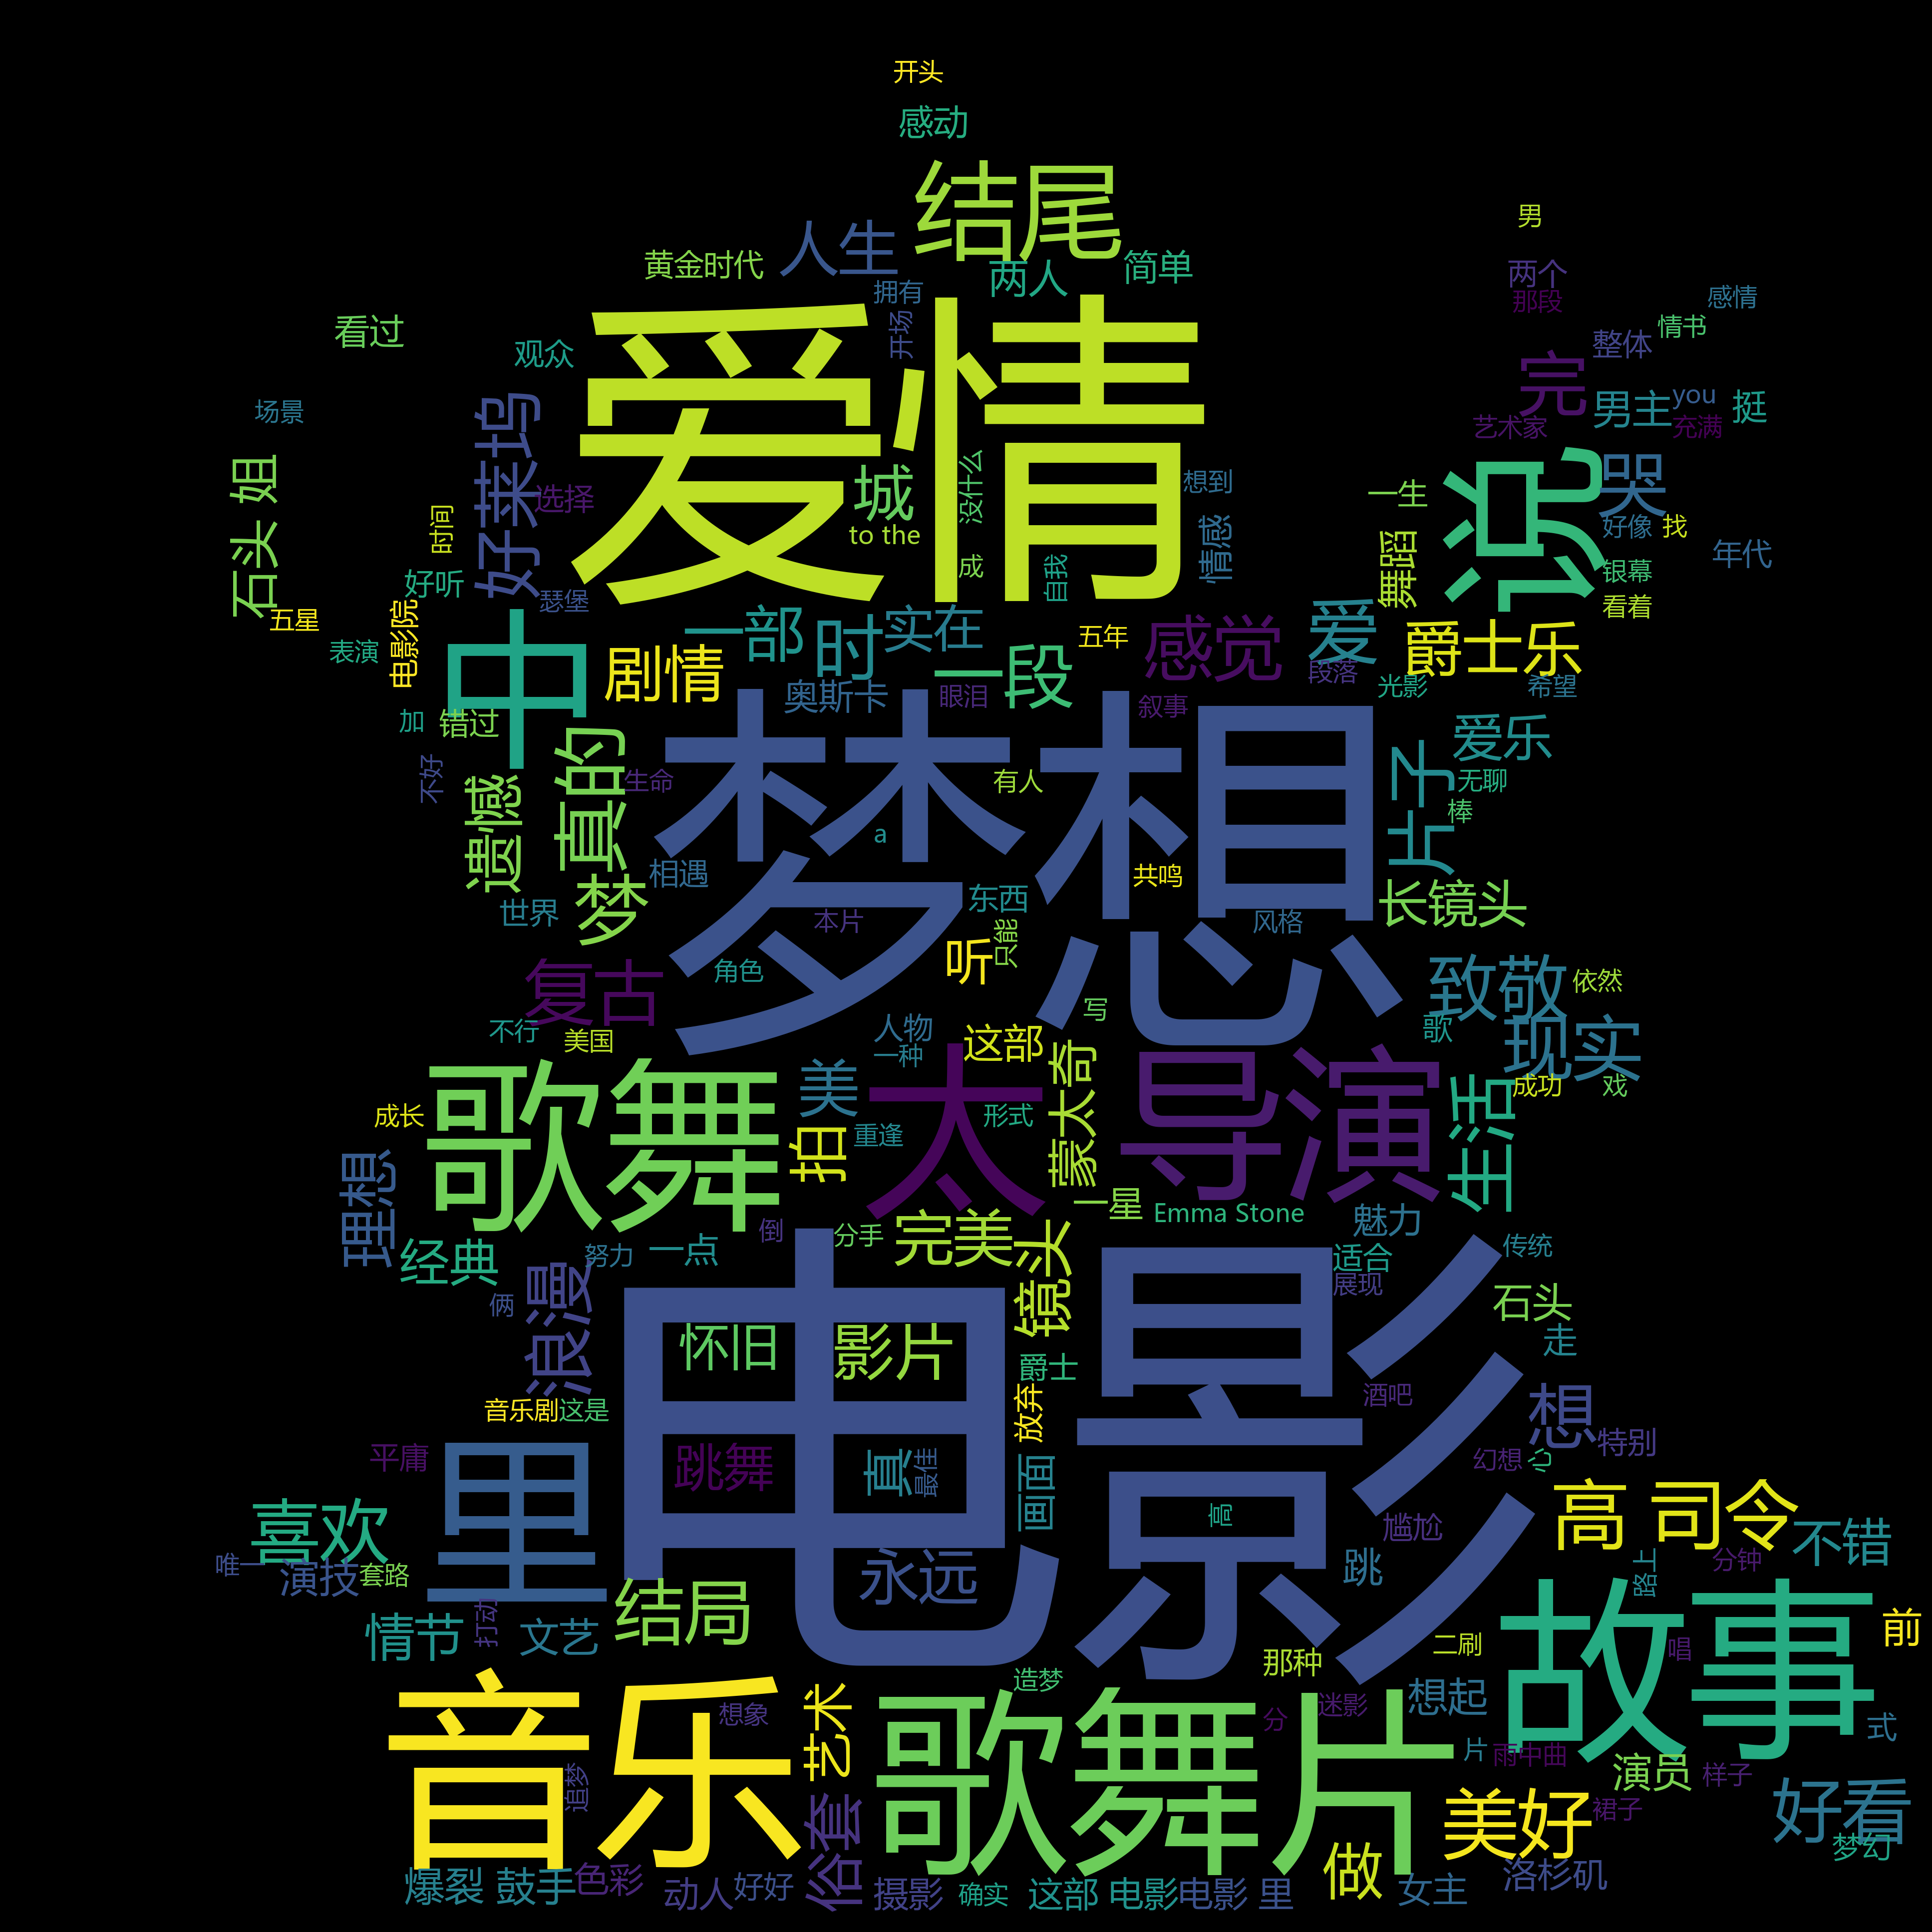 开头
感动
结尾
男
人生
黄金时代
两人
简单
两个
拥有
那段
感情
看过
开场
情书
观众
整体
爱情
完
场景
好莱坞
男主
you
挺
艺术家
充满
石头 姐
选择
城
没什么
想到
一生
说
哭
时间
to the
情感
舞蹈
好像
找
年代
好听
瑟堡
成
自我
银幕
五星
电影院
看着
表演
中
剧情
一部
时
实在
一段
五年
感觉
爱
爵士乐
段落
加
错过
奥斯卡
眼泪
叙事
光影
希望
不好
遗憾
真的
生命
梦想
有人
片子
爱乐
无聊
棒
a
世界
梦
相遇
本片
东西
共鸣
风格
长镜头
角色
听
只能
复古
致敬
依然
不行
美国
人物
一种
这部
写
歌
现实
成长
歌舞
美
太
形式
蒙太奇
导演
成功
戏
拍
重逢
生活
理想
一星
Emma Stone
魅力
经典
努力
一点
倒
分手
完美
镜头
适合
传统
俩
浪漫
电影
展现
石头
怀旧
影片
爵士
走
音乐剧
这是
放弃
酒吧
想
平庸
里
跳舞
真
最佳
画面
幻想
心
特别
喜欢
高
尴尬
高 司令
不错
唯一
演技
套路
永远
跳
路上
分钟
情节
打动
文艺
结局
故事
前
造梦
那种
二刷
唱
音乐
想象
艺术
歌舞片
分
迷影
想起
式
追梦
片
雨中曲
演员
样子
俗套
美好
裙子
好看
爆裂 鼓手
色彩
动人
好好
摄影
确实
这部 电影
电影 里
做
女主
洛杉矶
梦幻